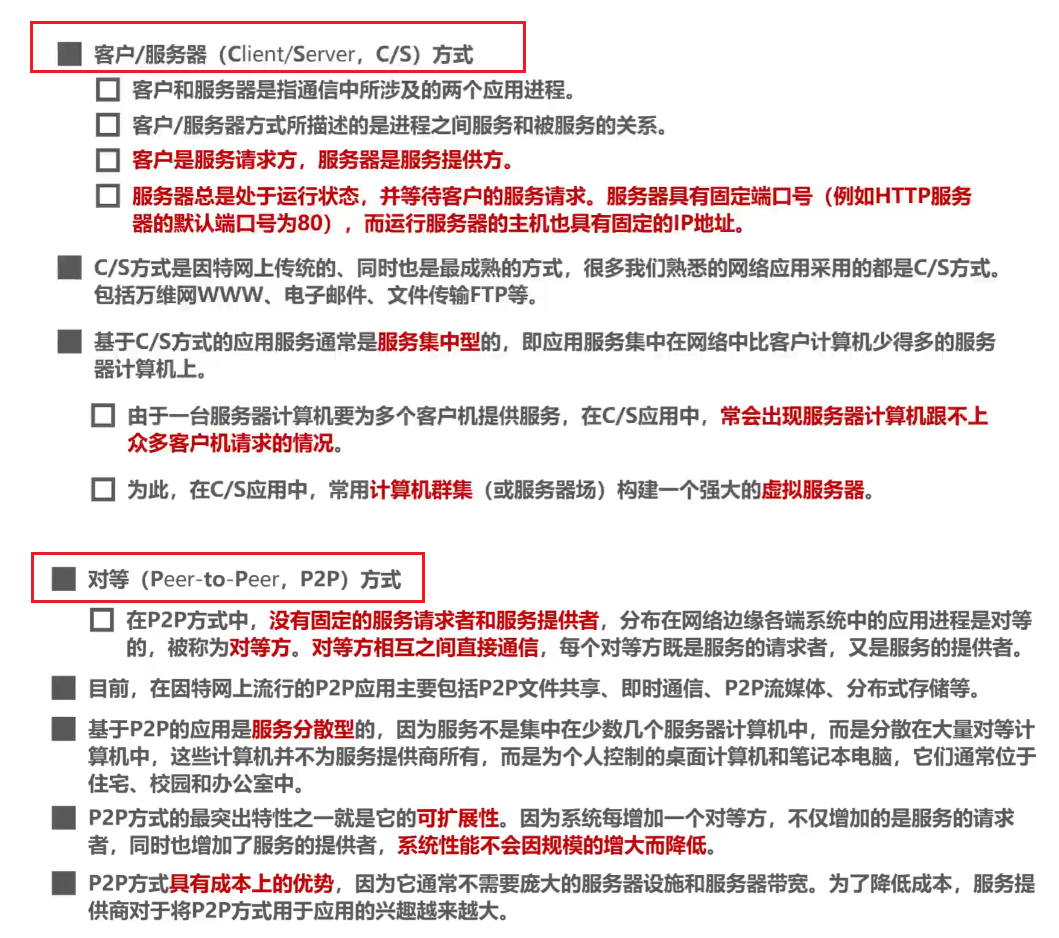 客户/服务器（Client/Server，C/S）方式
客户和服务器是指通信中所涉及的两个应用进程。
客户/服务器方式所描述的是进程之间服务和被服务的关系。
客户是服务请求方，服务器是服务提供方。
服务器总是处于运行状态，并等待客户的服务请求。服务器具有固定端口号（例如HTTP服务
器的默认端口号为80），而运行服务器的主机也具有固定的IP地址。
C/S方式是因特网上传统的、同时也是最成熟的方式，很多我们熟悉的网络应用采用的都是C/S方式。
包括万维网WWW、电子邮件、文件传输FTP等。
基于C/S方式的应用服务通常是服务集中型的，即应用服务集中在网络中比客户计算机少得多的服务
器计算机上。
由于一台服务器计算机要为多个客户机提供服务，在C/S应用中，常会出现服务器计算机跟不上
众多客户机请求的情况。
为此，在C/S应用中，常用计算机群集（或服务器场）构建一个强大的虚拟服务器。
对等（Peer-to-Peer，P2P）方式
在P2P方式中，没有固定的服务请求者和服务提供者，分布在网络边缘各端系统中的应用进程是对等
的，被称为对等方。对等方相互之间直接通信，每个对等方既是服务的请求者，又是服务的提供者。
目前，在因特网上流行的P2P应用主要包括P2P文件共享、即时通信、P2P流媒体、分布式存储等。
基于P2P的应用是服务分散型的，因为服务不是集中在少数几个服务器计算机中，而是分散在大量对等计
算机中，这些计算机并不为服务提供商所有，而是为个人控制的桌面计算机和笔记本电脑，它们通常位于
住宅、校园和办公室中。
P2P方式的最突出特性之一就是它的可扩展性。因为系统每增加一个对等方，不仅增加的是服务的请求
者，同时也增加了服务的提供者，系统性能不会因规模的增大而降低。
P2P方式具有成本上的优势，因为它通常不需要庞大的服务器设施和服务器带宽。为了降低成本，服务提
供商对于将P2P方式用于应用的兴趣越来越大。